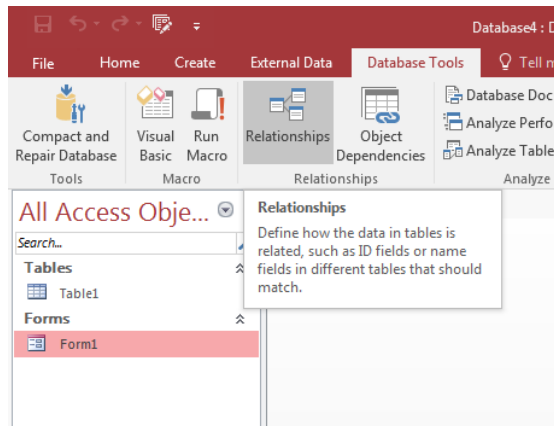 Database4 : D
File Home Create External Data Database Tools Tell m
Compact and Repair Database
Visual Basic
Run Macro
Relationships
Object Dependencies
Database Doc
Analyze Perfo
Analyze Table
Tools Macro Relationships Analyze
All Access Obje...
Search...
Tables
Table1
Forms
Form1
Relationships
Define how the data in tables is
related, such as ID fields or name
fields in different tables that should
match.